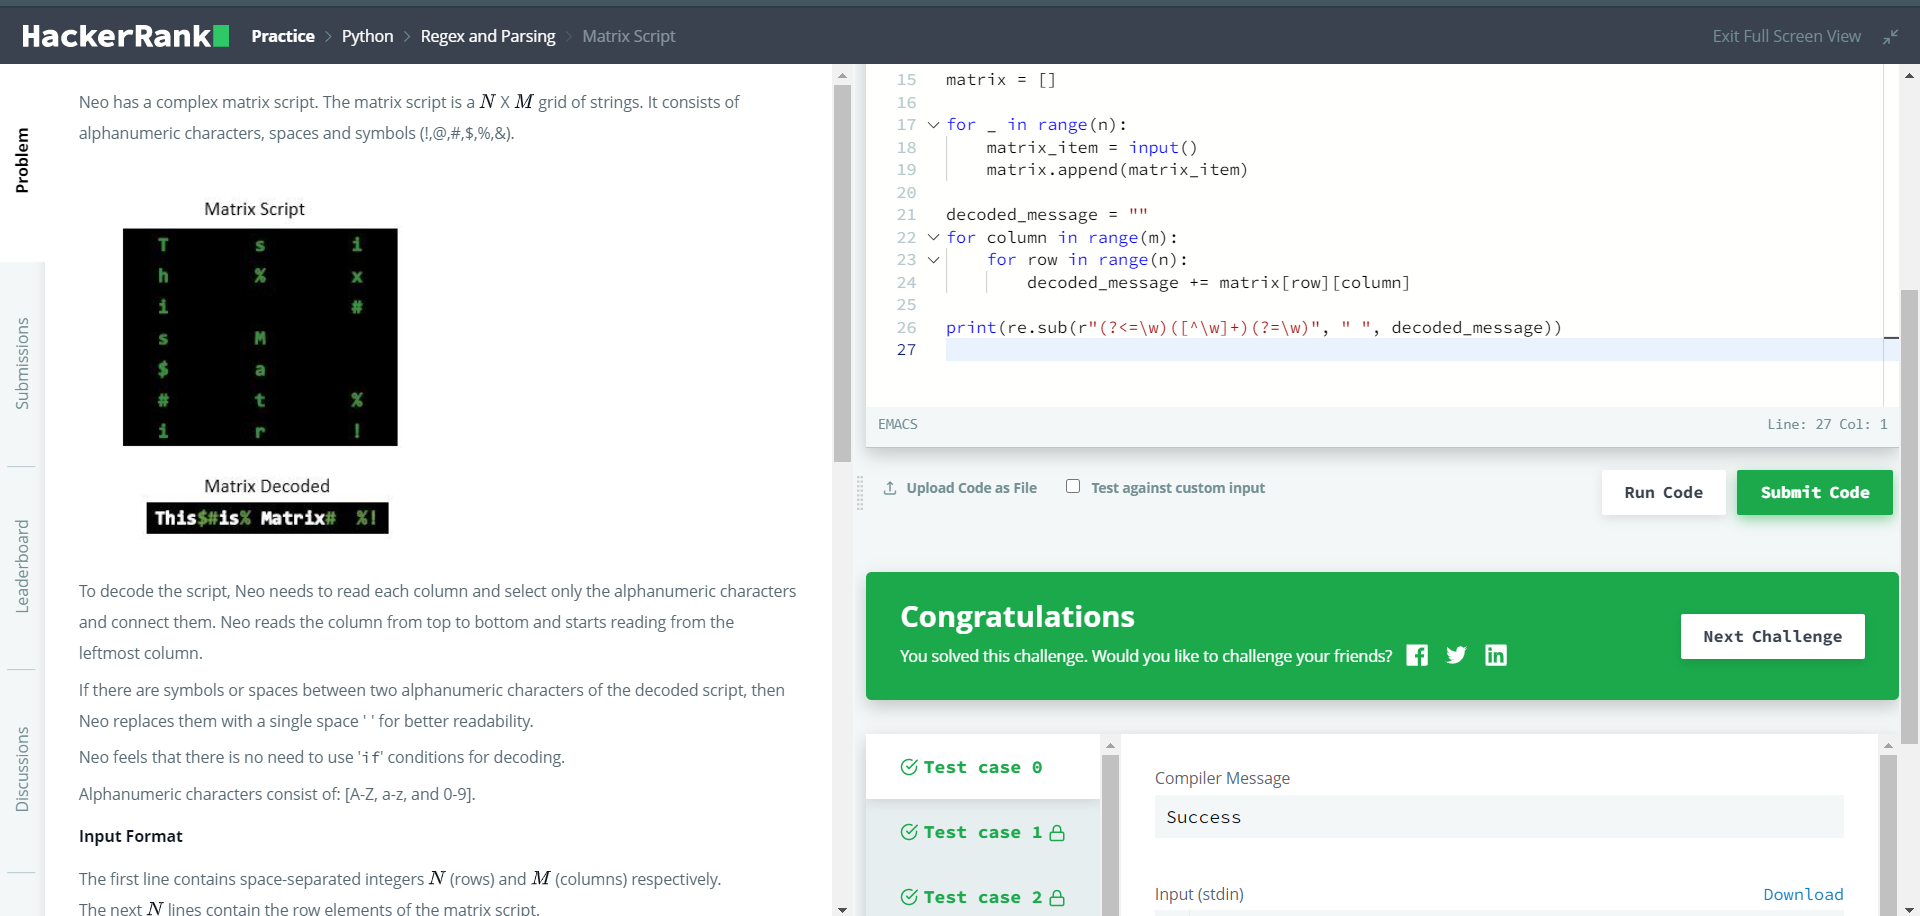 HackerRank Practice > Python > Regex and Parsing > Matrix Script Exit Full Screen View
Problem
Submissions
Leaderboard
Discussions
Neo has a complex matrix script. The matrix script is a N X M grid of strings. It consists of
alphanumeric characters, spaces and symbols (!,@,#,$,%,&).
Matrix Script
T s i
h % x
i #
s M
$ a
# t %
i r !
Matrix Decoded
This$#is% Matrix#  %!
To decode the script, Neo needs to read each column and select only the alphanumeric characters
and connect them. Neo reads the column from top to bottom and starts reading from the
leftmost column.
If there are symbols or spaces between two alphanumeric characters of the decoded script, then
Neo replaces them with a single space ' ' for better readability.
Neo feels that there is no need to use 'if' conditions for decoding.
Alphanumeric characters consist of: [A-Z, a-z, and 0-9].
Input Format
The first line contains space-separated integers N (rows) and M (columns) respectively.
The next N lines contain the row elements of the matrix script.
15 matrix = []
16
17 for _ in range(n):
18     matrix_item = input()
19     matrix.append(matrix_item)
20
21 decoded_message = ""
22 for column in range(m):
23     for row in range(n):
24         decoded_message += matrix[row][column]
25
26 print(re.sub(r"(?<=\w)([^\w]+)(?=\w)", " ", decoded_message))
27
EMACS Line: 27 Col: 1
Upload Code as File Test against custom input Run Code Submit Code
Congratulations
You solved this challenge. Would you like to challenge your friends?
Next Challenge
Test case 0
Test case 1
Test case 2
Compiler Message
Success
Input (stdin) Download